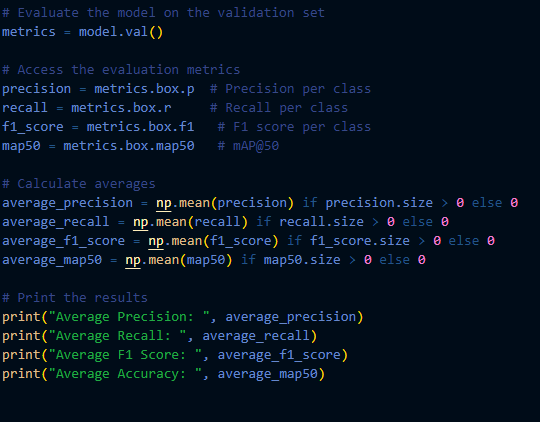 # Evaluate the model on the validation set
metrics = model.val()
# Access the evaluation metrics
precision = metrics.box.p  # Precision per class
recall = metrics.box.r     # Recall per class
f1_score = metrics.box.f1   # F1 score per class
map50 = metrics.box.map50   # mAP@50
# Calculate averages
average_precision = np.mean(precision) if precision.size > 0 else 0
average_recall = np.mean(recall) if recall.size > 0 else 0
average_f1_score = np.mean(f1_score) if f1_score.size > 0 else 0
average_map50 = np.mean(map50) if map50.size > 0 else 0
# Print the results
print("Average Precision: ", average_precision)
print("Average Recall: ", average_recall)
print("Average F1 Score: ", average_f1_score)
print("Average Accuracy: ", average_map50)